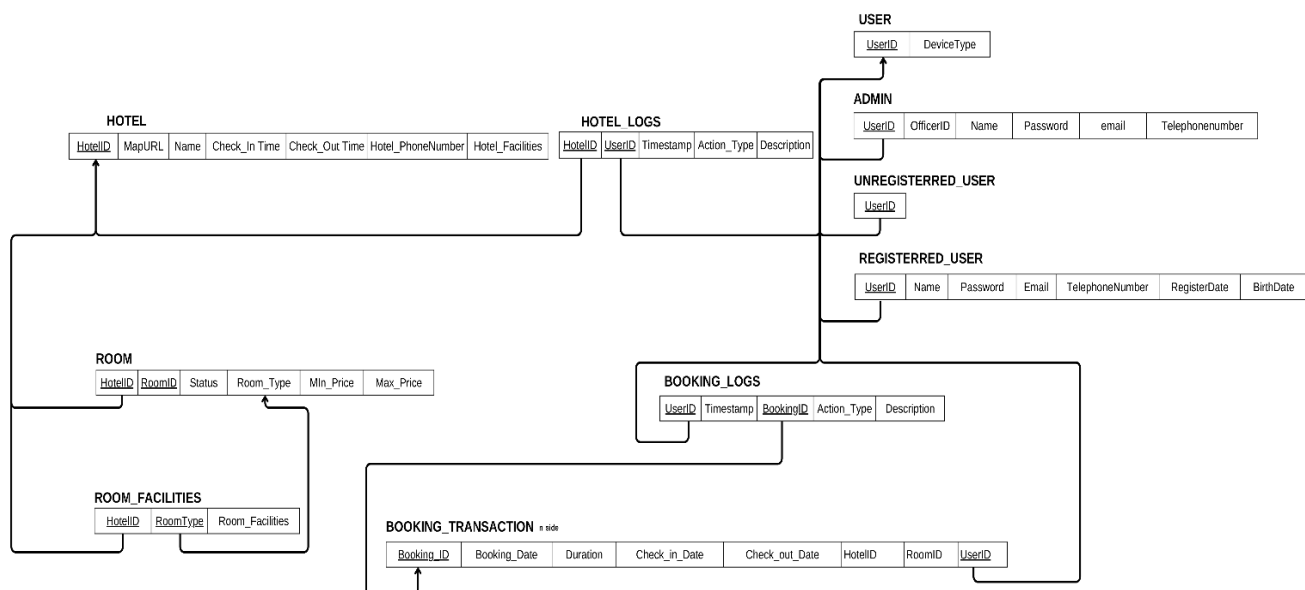 USER
UserID DeviceType
ADMIN
UserID OfficerID Name Password email Telephonenumber
HOTEL
HotelID MapURL Name Check_In Time Check_Out Time Hotel_PhoneNumber Hotel_Facilities
HOTEL_LOGS
HotelID UserID Timestamp Action_Type Description
UNREGISTERRED_USER
UserID
REGISTERRED_USER
UserID Name Password Email TelephoneNumber RegisterDate BirthDate
ROOM
HotelID RoomID Status Room_Type MIn_Price Max_Price
BOOKING_LOGS
UserID Timestamp BookingID Action_Type Description
ROOM_FACILITIES
HotelID RoomType Room_Facilities
BOOKING_TRANSACTION n side
Booking_ID Booking_Date Duration Check_in_Date Check_out_Date HotelID RoomID UserID